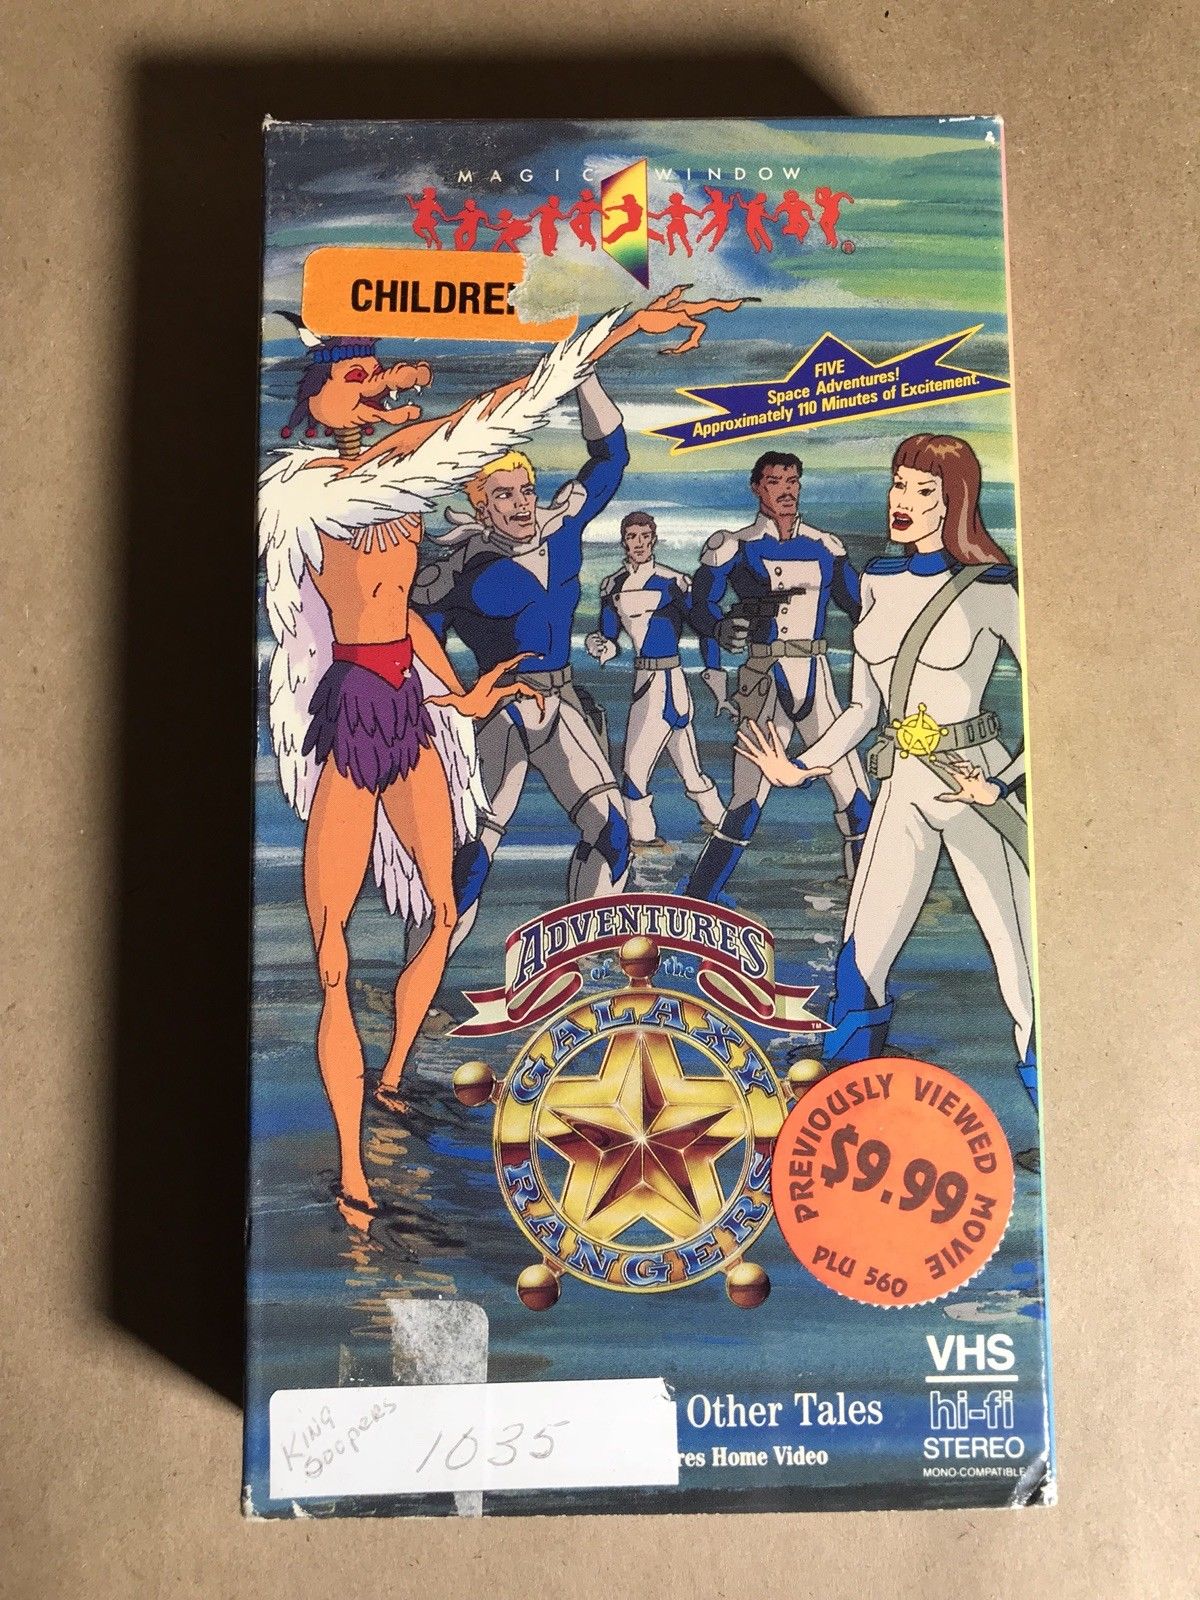 MAGIC WINDOW
®
CHILDRE
FIVE
Space Adventures!
Approximately 110 Minutes of Excitement.
ADVENTURES
of the
TM
GALAXY
RANGERS
PREVIOUSLY VIEWED MOVIE
$9.99
PLU 560
VHS
hi-fi
STEREO
MONO-COMPATIBLE
Other Tales
res Home Video
King
Soopers
1035